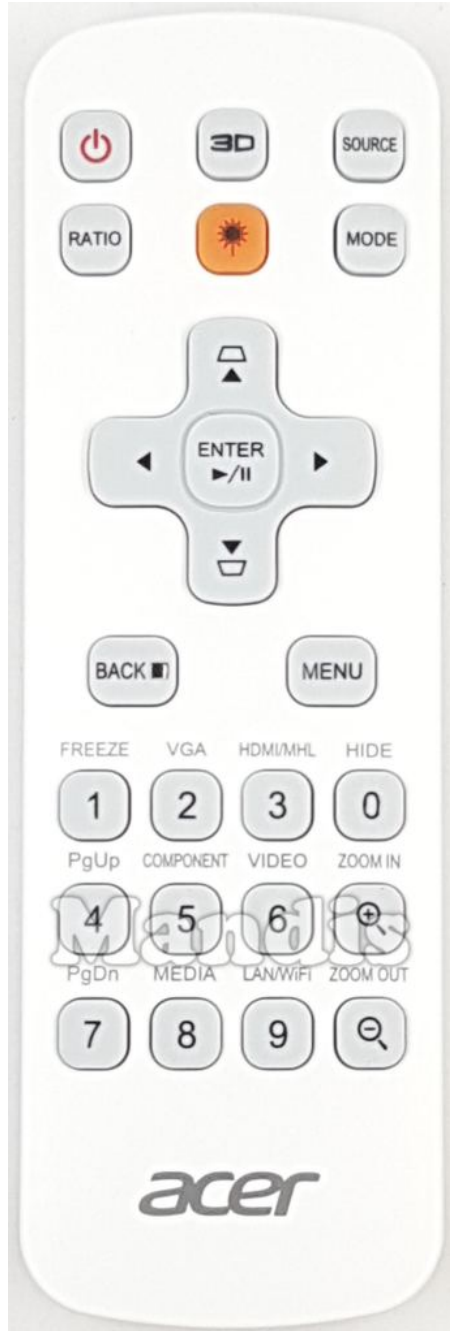 3D SOURCE
RATIO MODE
ENTER
BACK MENU
FREEZE VGA HDMI/MHL HIDE
1 2 3 0
PgUp COMPONENT VIDEO ZOOM IN
4 5 6
Mandis
PgDn MEDIA LAN/WiFi ZOOM OUT
7 8 9
acer